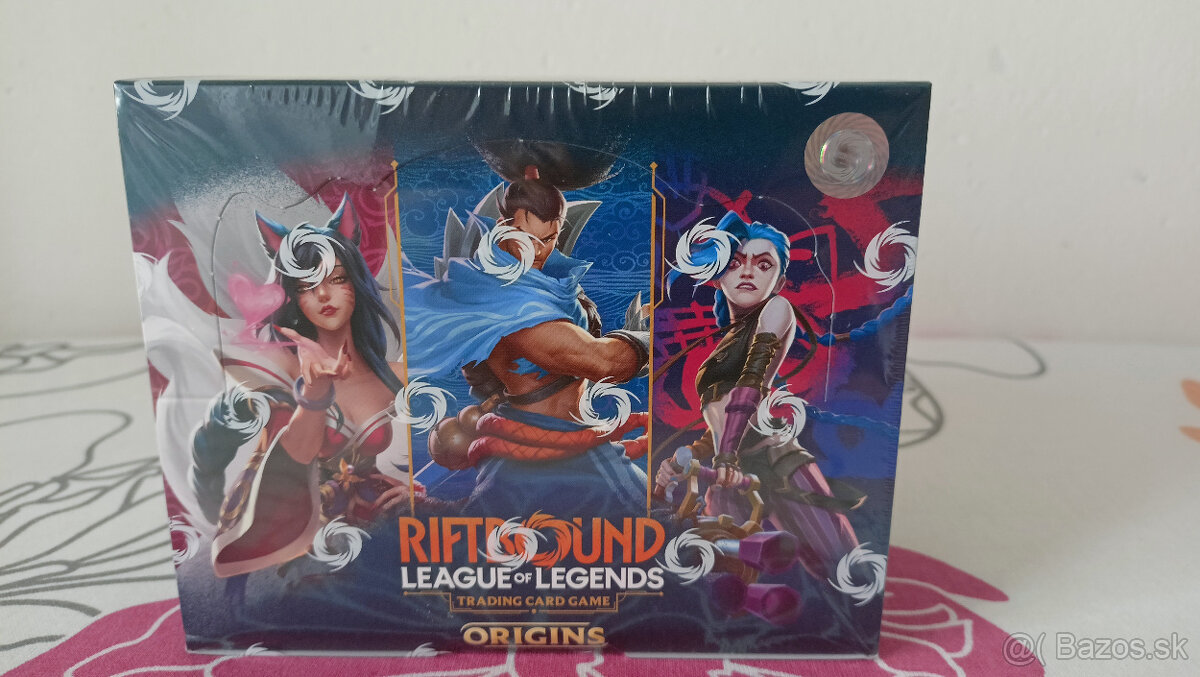 RIFTBOUND
LEAGUE OF LEGENDS
TRADING CARD GAME
ORIGINS
@( Bazos.sk